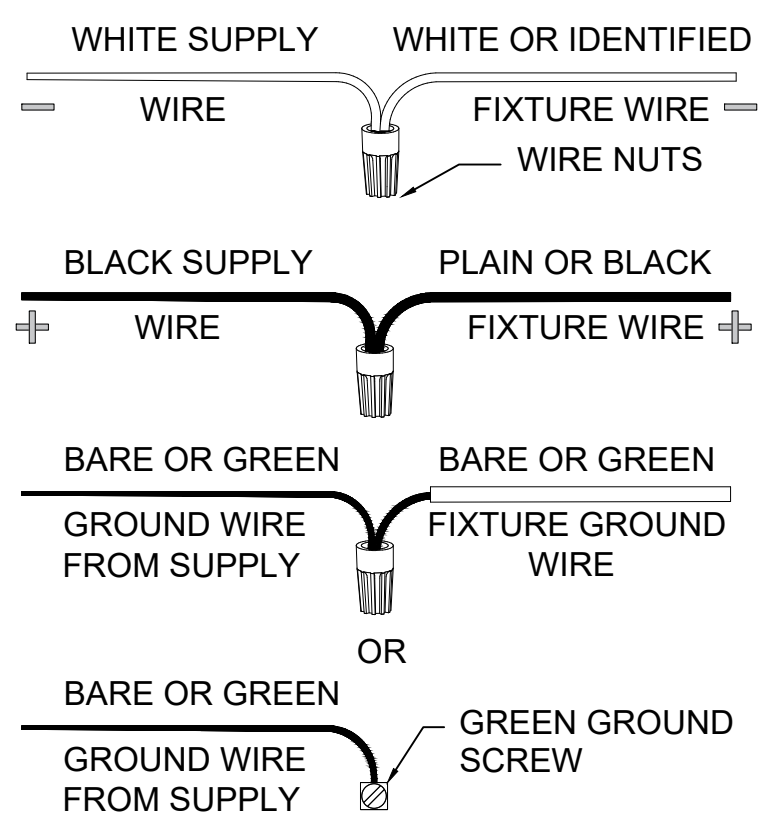 WHITE SUPPLY
WIRE
WHITE OR IDENTIFIED
FIXTURE WIRE
WIRE NUTS
BLACK SUPPLY
WIRE
PLAIN OR BLACK
FIXTURE WIRE
BARE OR GREEN
GROUND WIRE
FROM SUPPLY
BARE OR GREEN
FIXTURE GROUND
WIRE
OR
BARE OR GREEN
GROUND WIRE
FROM SUPPLY
GREEN GROUND
SCREW